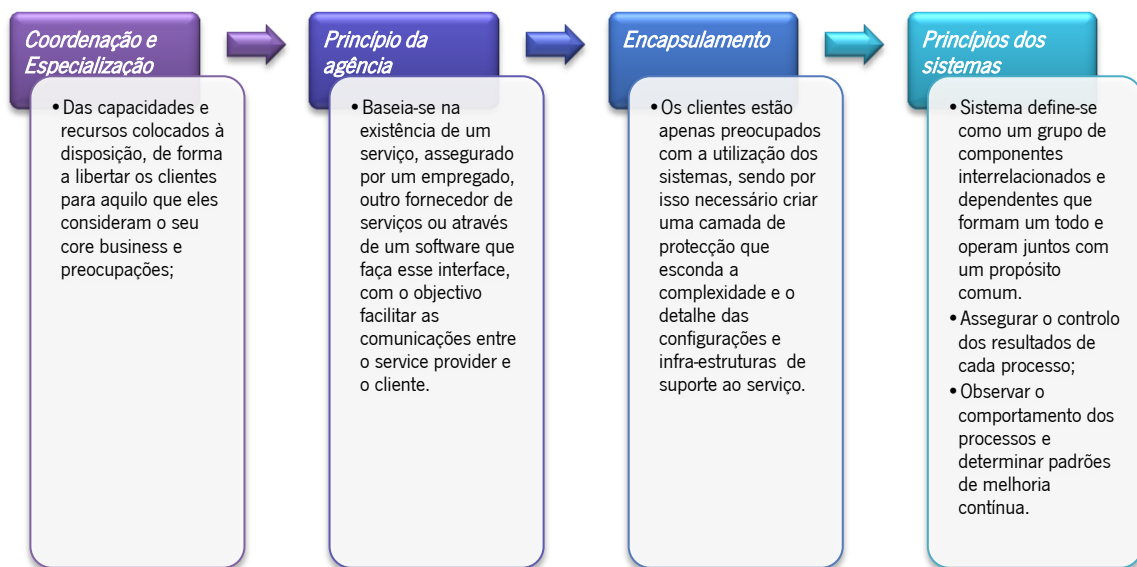 Coordenação e
Especialização
• Das capacidades e
recursos colocados à
disposição, de forma
a libertar os clientes
para aquilo que eles
consideram o seu
core business e
preocupações;
Princípio da
agência
• Baseia-se na
existência de um
serviço, assegurado
por um empregado,
outro fornecedor de
serviços ou através
de um software que
faça esse interface,
com o objectivo
facilitar as
comunicações entre
o service provider e
o cliente.
Encapsulamento
• Os clientes estão
apenas preocupados
com a utilização dos
sistemas, sendo por
isso necessário criar
uma camada de
protecção que
esconda a
complexidade e o
detalhe das
configurações e
infra-estruturas de
suporte ao serviço.
Princípios dos
sistemas
• Sistema define-se
como um grupo de
componentes
interrelacionados e
dependentes que
formam um todo e
operam juntos com
um propósito
comum.
• Assegurar o controlo
dos resultados de
cada processo;
• Observar o
comportamento dos
processos e
determinar padrões
de melhoria
contínua.